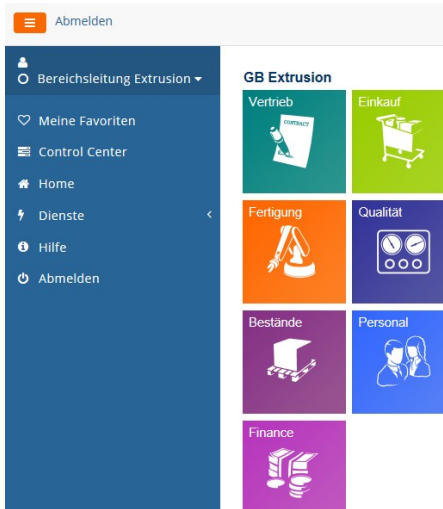 Abmelden
Bereichsleitung Extrusion
Meine Favoriten
Control Center
Home
Dienste
Hilfe
Abmelden
GB Extrusion
Vertrieb
CONTRACT
Einkauf
Fertigung
Qualität
Bestände
Personal
Finance